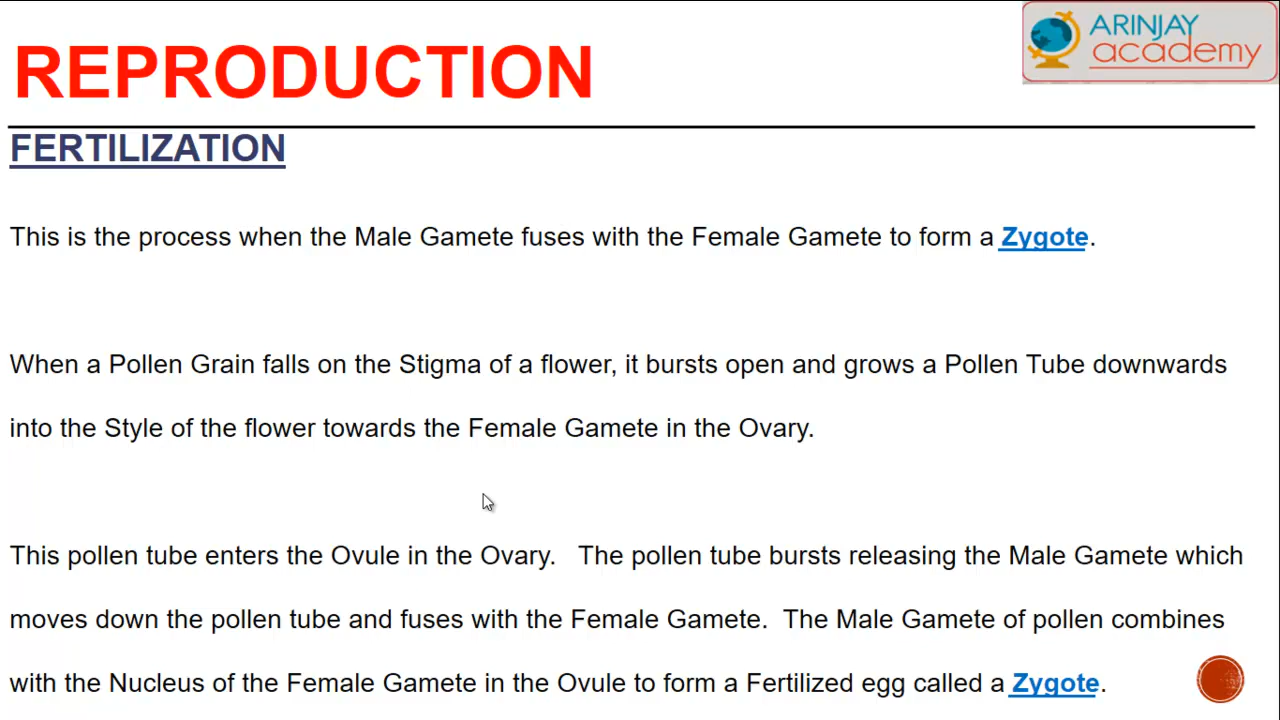 ARINJAY
academy
REPRODUCTION
FERTILIZATION
This is the process when the Male Gamete fuses with the Female Gamete to form a Zygote.
When a Pollen Grain falls on the Stigma of a flower, it bursts open and grows a Pollen Tube downwards
into the Style of the flower towards the Female Gamete in the Ovary.
This pollen tube enters the Ovule in the Ovary. The pollen tube bursts releasing the Male Gamete which
moves down the pollen tube and fuses with the Female Gamete. The Male Gamete of pollen combines
with the Nucleus of the Female Gamete in the Ovule to form a Fertilized egg called a Zygote.